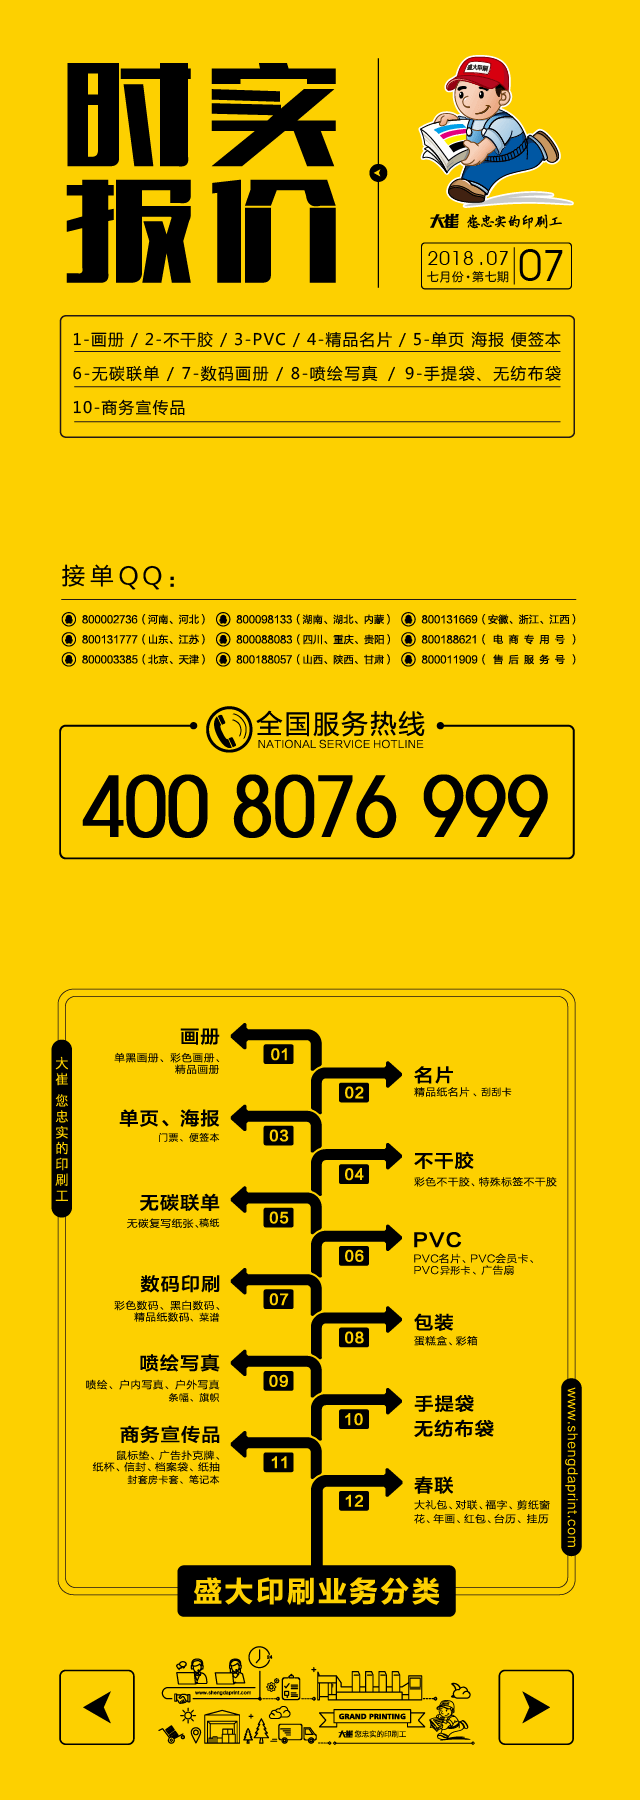 时实
报价
盛大印刷
大崔 您忠实的印刷工
2018.07
七月份·第七期
07
1-画册 / 2-不干胶 / 3-PVC / 4-精品名片 / 5-单页 海报 便签本
6-无碳联单 / 7-数码画册 / 8-喷绘写真 / 9-手提袋、无纺布袋
10-商务宣传品
接单QQ：
800002736（河南、河北） 800098133（湖南、湖北、内蒙） 800131669（安徽、浙江、江西）
800131777（山东、江苏） 800088083（四川、重庆、贵阳） 800188621（电商专用号）
800003385（北京、天津） 800188057（山西、陕西、甘肃） 800011909（售后服务号）
全国服务热线
NATIONAL SERVICE HOTLINE
400 8076 999
大崔 您忠实的印刷工
画册
单黑画册、彩色画册、
精品画册
01
名片
精品纸名片、刮刮卡
02
单页、海报
门票、便签本
03
不干胶
彩色不干胶、特殊标签不干胶
04
无碳联单
无碳复写纸张、稿纸
05
PVC
PVC名片、PVC会员卡、
PVC异形卡、广告扇
06
数码印刷
彩色数码、黑白数码、
精品纸数码、菜谱
07
包装
蛋糕盒、彩箱
08
喷绘写真
喷绘、户内写真、户外写真
条幅、旗帜
09
手提袋
无纺布袋
10
商务宣传品
鼠标垫、广告扑克牌、
纸杯、信封、档案袋、纸抽
封套房卡套、笔记本
11
春联
大礼包、对联、福字、剪纸窗
花、年画、红包、台历、挂历
12
www.shengdaprint.com
盛大印刷业务分类
www.shengdaprint.com
GRAND PRINTING
大崔 您忠实的印刷工